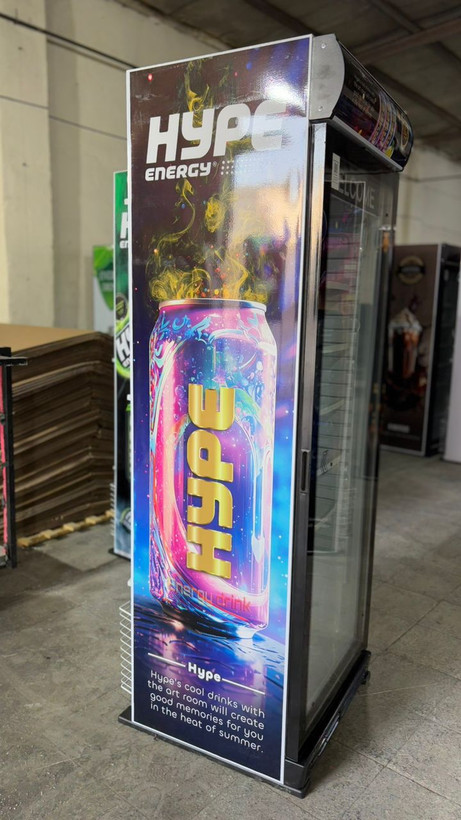 HYPE
ENERGY
HYPE
Energy drink
Hype
Hype's cool drinks with
the art room will create
good memories for you
in the heat of summer.